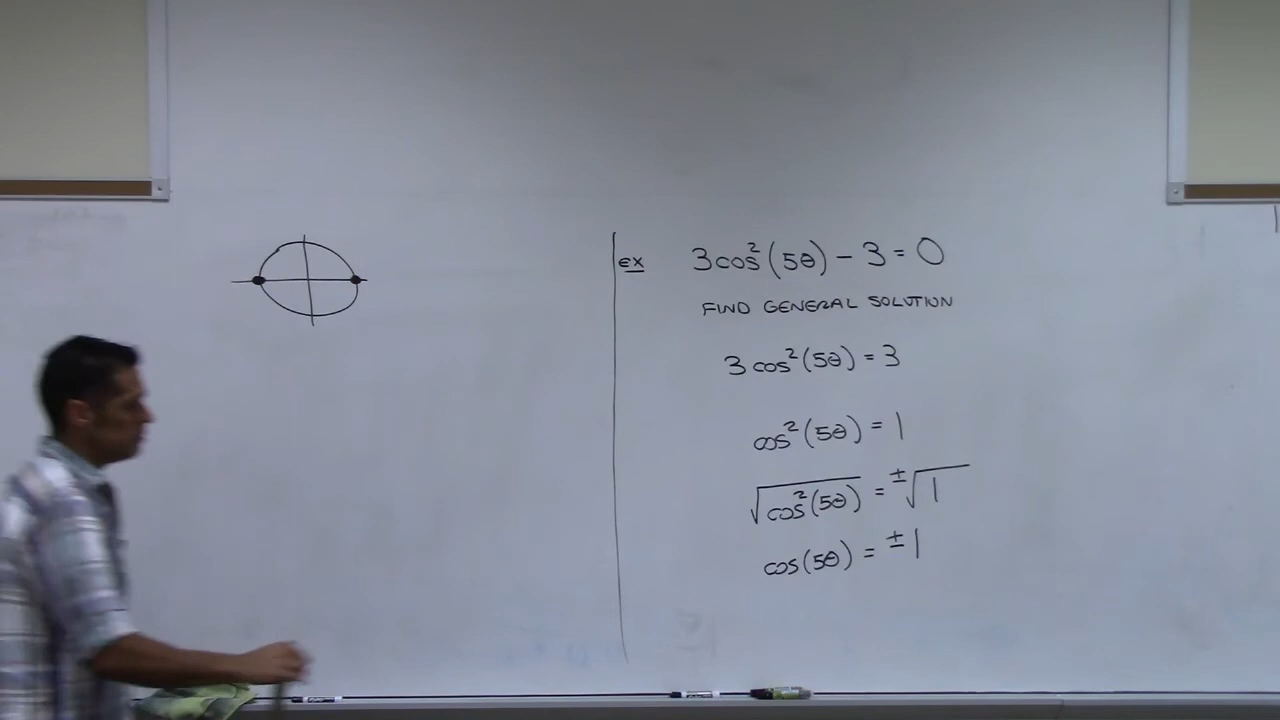 ex 3cos²(5θ) - 3 = 0
FIND GENERAL SOLUTION
3cos²(5θ) = 3
cos²(5θ) = 1
√cos²(5θ) = ±√1
cos(5θ) = ±1